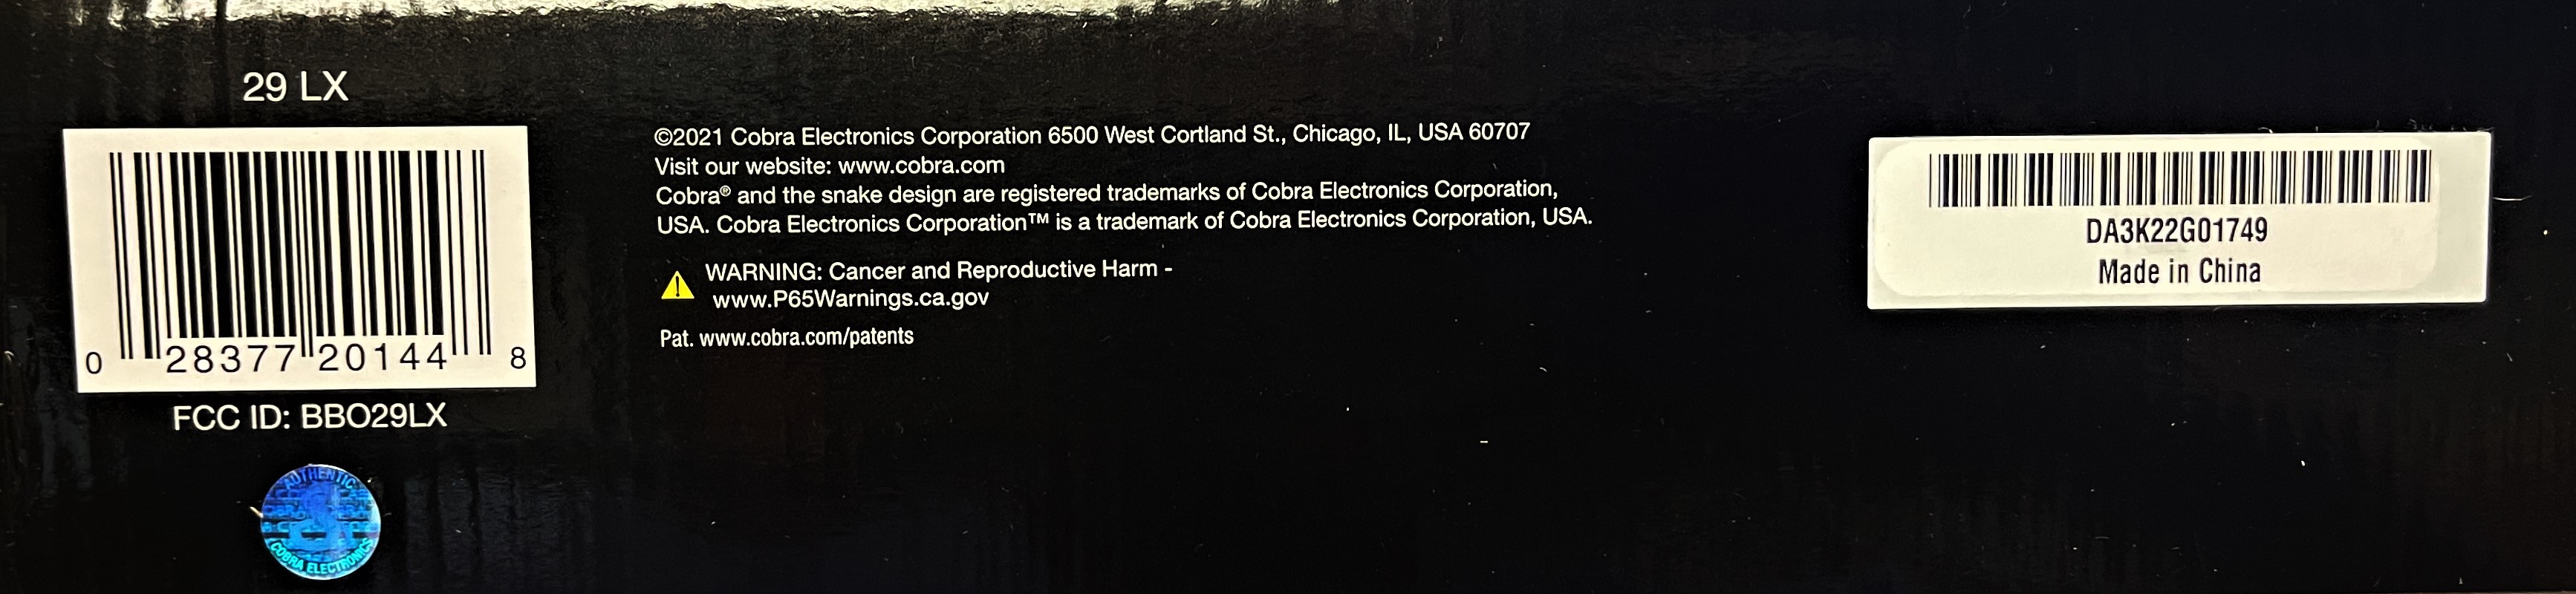 29 LX
0 28377 20144 8
FCC ID: BBO29LX
AUTHENTIC
COBRA ELECTRONICS
©2021 Cobra Electronics Corporation 6500 West Cortland St., Chicago, IL, USA 60707
Visit our website: www.cobra.com
Cobra® and the snake design are registered trademarks of Cobra Electronics Corporation,
USA. Cobra Electronics Corporation™ is a trademark of Cobra Electronics Corporation, USA.
WARNING: Cancer and Reproductive Harm -
www.P65Warnings.ca.gov
Pat. www.cobra.com/patents
DA3K22G01749
Made in China